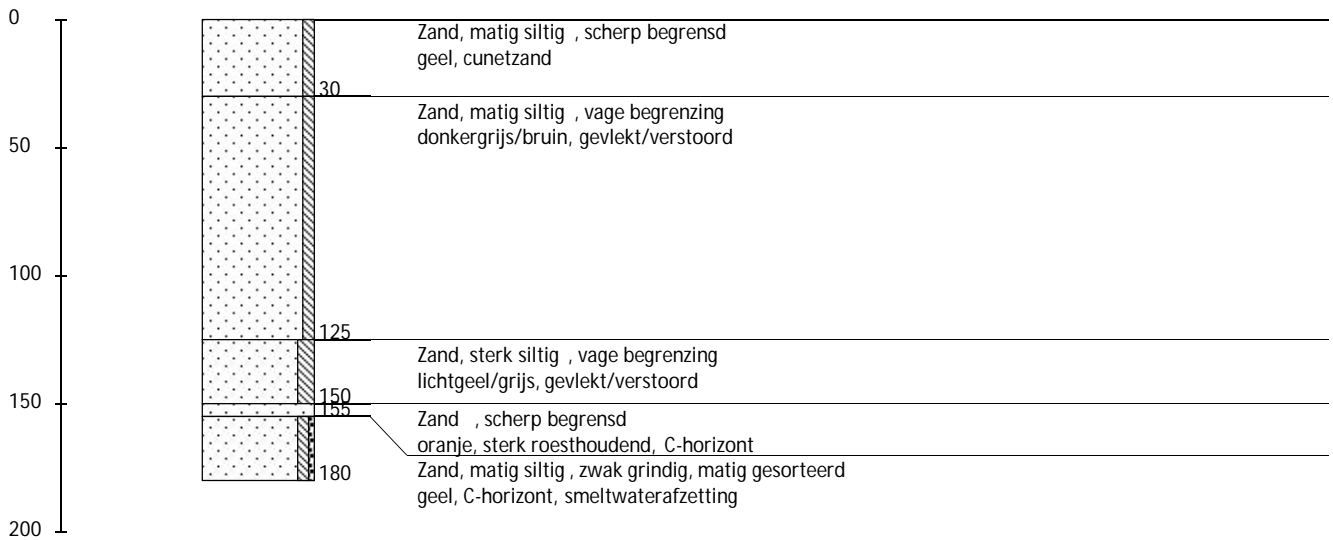 0
Zand, matig siltig , scherp begrensd
geel, cunetzand
30
Zand, matig siltig , vage begrenzing
donkergrijs/bruin, gevlekt/verstoord
50
100
125
Zand, sterk siltig , vage begrenzing
lichtgeel/grijs, gevlekt/verstoord
150
150
155
Zand , scherp begrensd
oranje, sterk roesthoudend, C-horizont
Zand, matig siltig , zwak grindig, matig gesorteerd
180
geel, C-horizont, smeltwaterafzetting
200